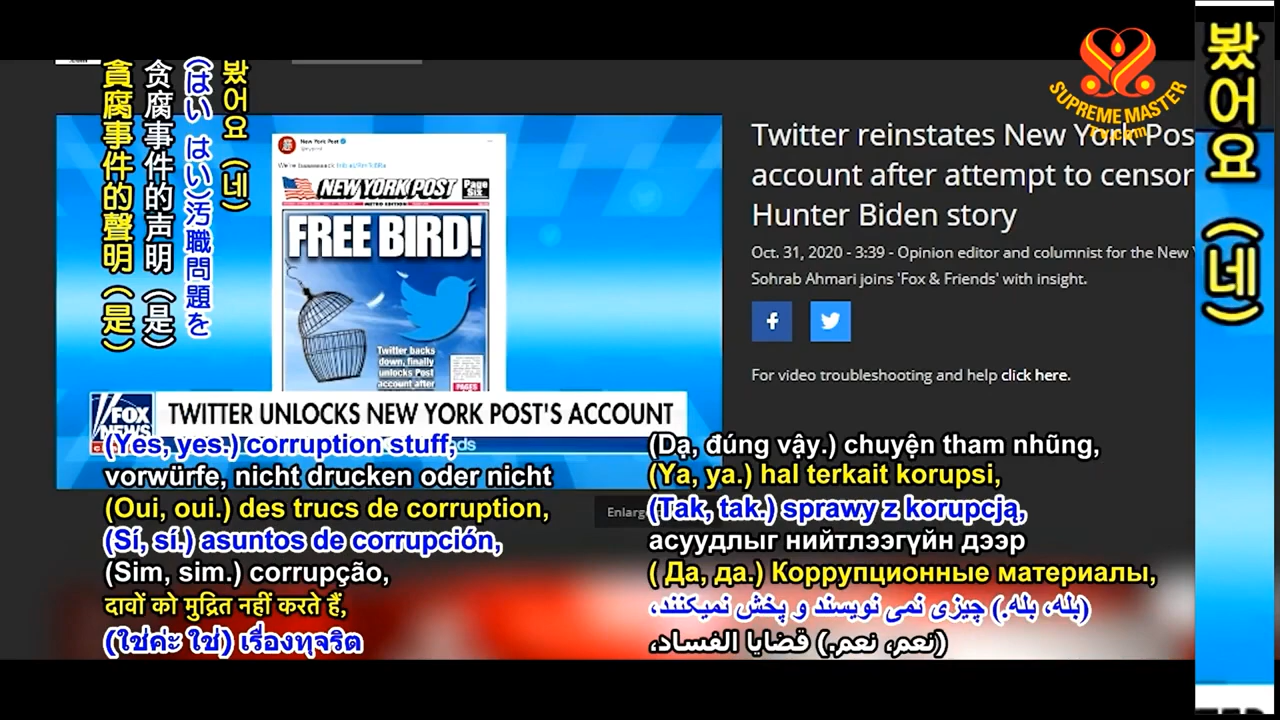 봤어요 (네)
(はい はい)汚職問題を
贪腐事件的声明 (是)
貪腐事件的聲明 (是)
봤어요 (네)
SUPREME MASTER
TV.com
New York Post
NEW YORK POST
Page Six
METRO EDITION
FREE BIRD!
Twitter backs
down, finally
unlocks Post
account after
PAGES
FOX
NEWS
TWITTER UNLOCKS NEW YORK POST'S ACCOUNT
Twitter reinstates New York Pos
account after attempt to censor
Hunter Biden story
Oct. 31, 2020 - 3:39 - Opinion editor and columnist for the New
Sohrab Ahmari joins 'Fox & Friends' with insight.
For video troubleshooting and help click here.
Enlarg
(Yes, yes.) corruption stuff,
vorwürfe, nicht drucken oder nicht
(Oui, oui.) des trucs de corruption,
(Sí, sí.) asuntos de corrupción,
(Sim, sim.) corrupção,
दावों को मुद्रित नहीं करते हैं,
(ใช่ค่ะ ใช่) เรื่องทุจริต
(Dạ, đúng vậy.) chuyện tham nhũng,
(Ya, ya.) hal terkait korupsi,
(Tak, tak.) sprawy z korupcją,
асуудлыг нийтлээгүйн дээр
( Да, да.) Коррупционные материалы,
(بله، بله.) چیزی نمی نویسند و پخش نمیکنند،
(نعم، نعم.) قضايا الفساد،